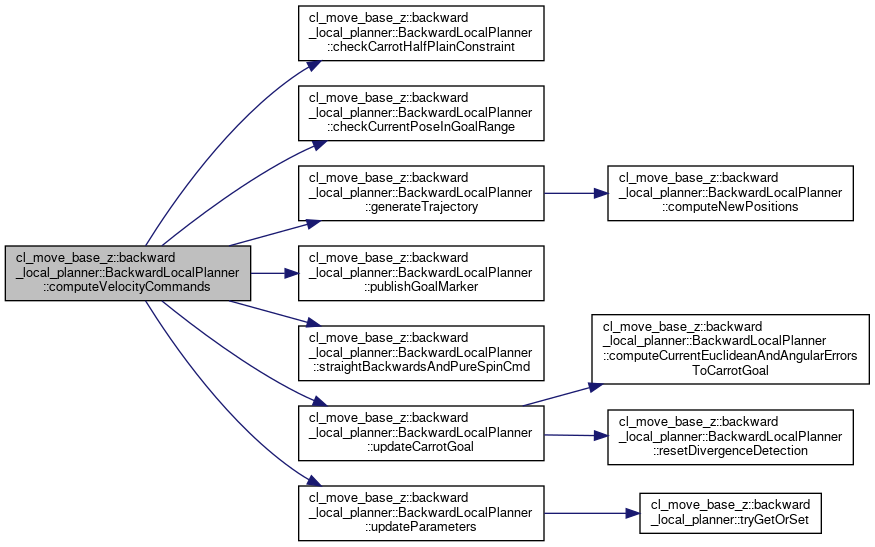 cl_move_base_z::backward
_local_planner::BackwardLocalPlanner
::checkCarrotHalfPlainConstraint
cl_move_base_z::backward
_local_planner::BackwardLocalPlanner
::checkCurrentPoseInGoalRange
cl_move_base_z::backward
_local_planner::BackwardLocalPlanner
::generateTrajectory
cl_move_base_z::backward
_local_planner::BackwardLocalPlanner
::computeNewPositions
cl_move_base_z::backward
_local_planner::BackwardLocalPlanner
::computeVelocityCommands
cl_move_base_z::backward
_local_planner::BackwardLocalPlanner
::publishGoalMarker
cl_move_base_z::backward
_local_planner::BackwardLocalPlanner
::straightBackwardsAndPureSpinCmd
cl_move_base_z::backward
_local_planner::BackwardLocalPlanner
::computeCurrentEuclideanAndAngularErrors
ToCarrotGoal
cl_move_base_z::backward
_local_planner::BackwardLocalPlanner
::updateCarrotGoal
cl_move_base_z::backward
_local_planner::BackwardLocalPlanner
::resetDivergenceDetection
cl_move_base_z::backward
_local_planner::BackwardLocalPlanner
::updateParameters
cl_move_base_z::backward
_local_planner::tryGetOrSet